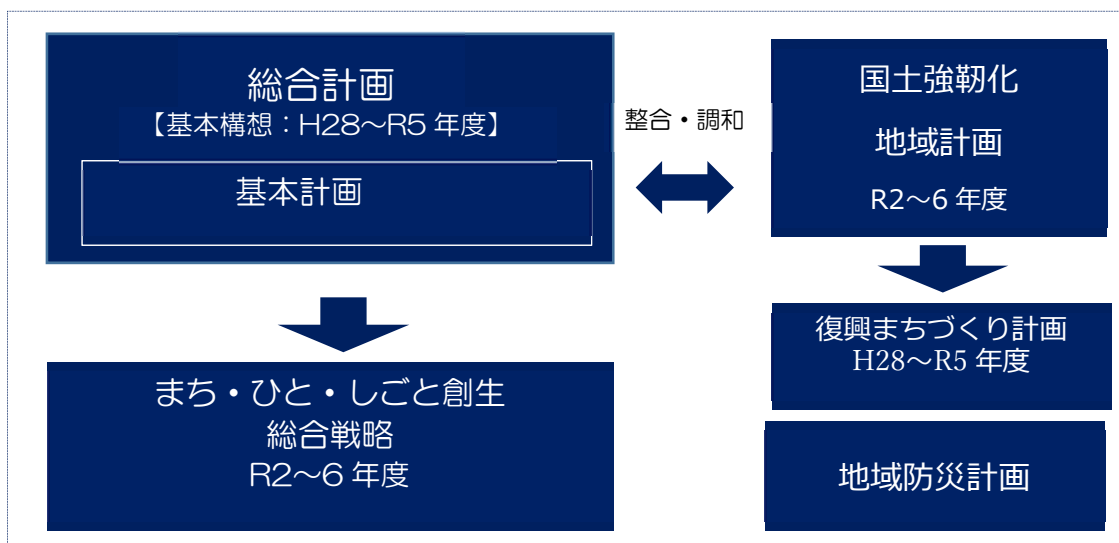 総合計画
【基本構想：H28～R5 年度】
基本計画
整合・調和
国土強靭化
地域計画
R2～6 年度
まち・ひと・しごと創生
総合戦略
R2～6 年度
復興まちづくり計画
H28～R5 年度
地域防災計画